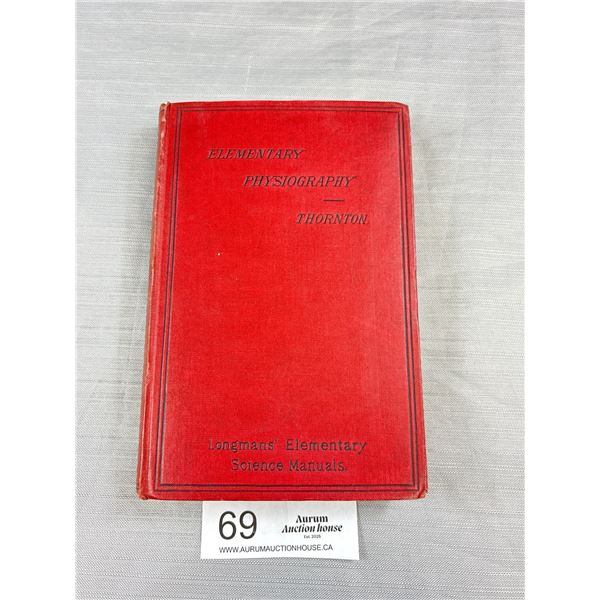 ELEMENTARY
PHYSIOGRAPHY
THORNTON
Longmans' Elementary
Science Manuals.
69
Aurum
Auction house
Est. 2025
WWW.AURUMAUCTIONHOUSE.CA